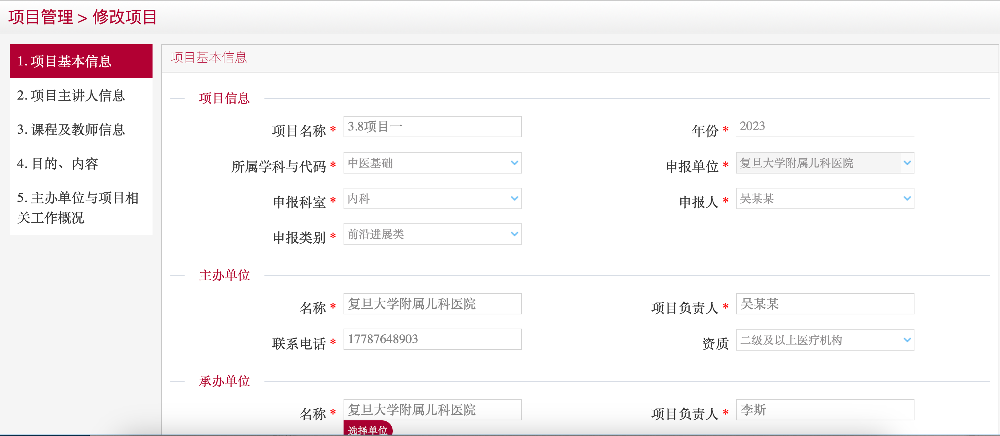 项目管理 > 修改项目
1. 项目基本信息
2. 项目主讲人信息
3. 课程及教师信息
4. 目的、内容
5. 主办单位与项目相
关工作概况
项目基本信息
项目信息
项目名称 * 3.8项目一 年份 * 2023
所属学科与代码 * 中医基础 申报单位 * 复旦大学附属儿科医院
申报科室 * 内科 申报人 * 吴某某
申报类别 * 前沿进展类
主办单位
名称 * 复旦大学附属儿科医院 项目负责人 * 吴某某
联系电话 * 17787648903 资质 二级及以上医疗机构
承办单位
名称 * 复旦大学附属儿科医院 项目负责人 * 李斯
选择单位